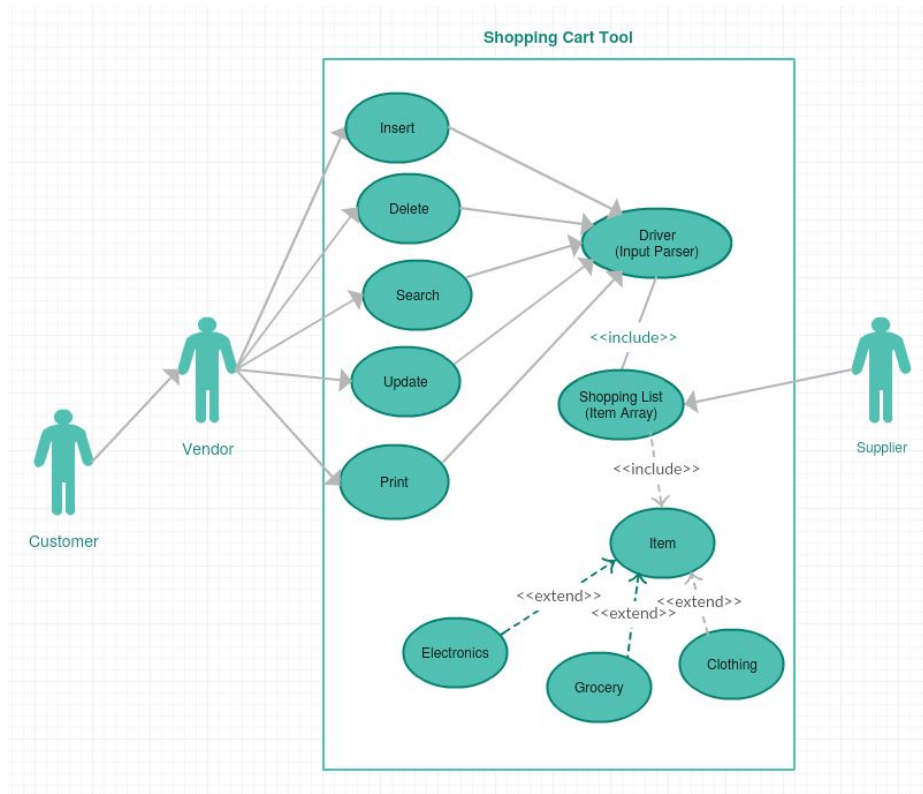 Shopping Cart Tool
Insert
Delete
Driver
(Input Parser)
Search
<<include>>
Update
Shopping List
(Item Array)
Vendor
Supplier
<<include>>
Print
Customer
Item
<<extend>>
<<extend>>
<<extend>>
Electronics
Grocery
Clothing